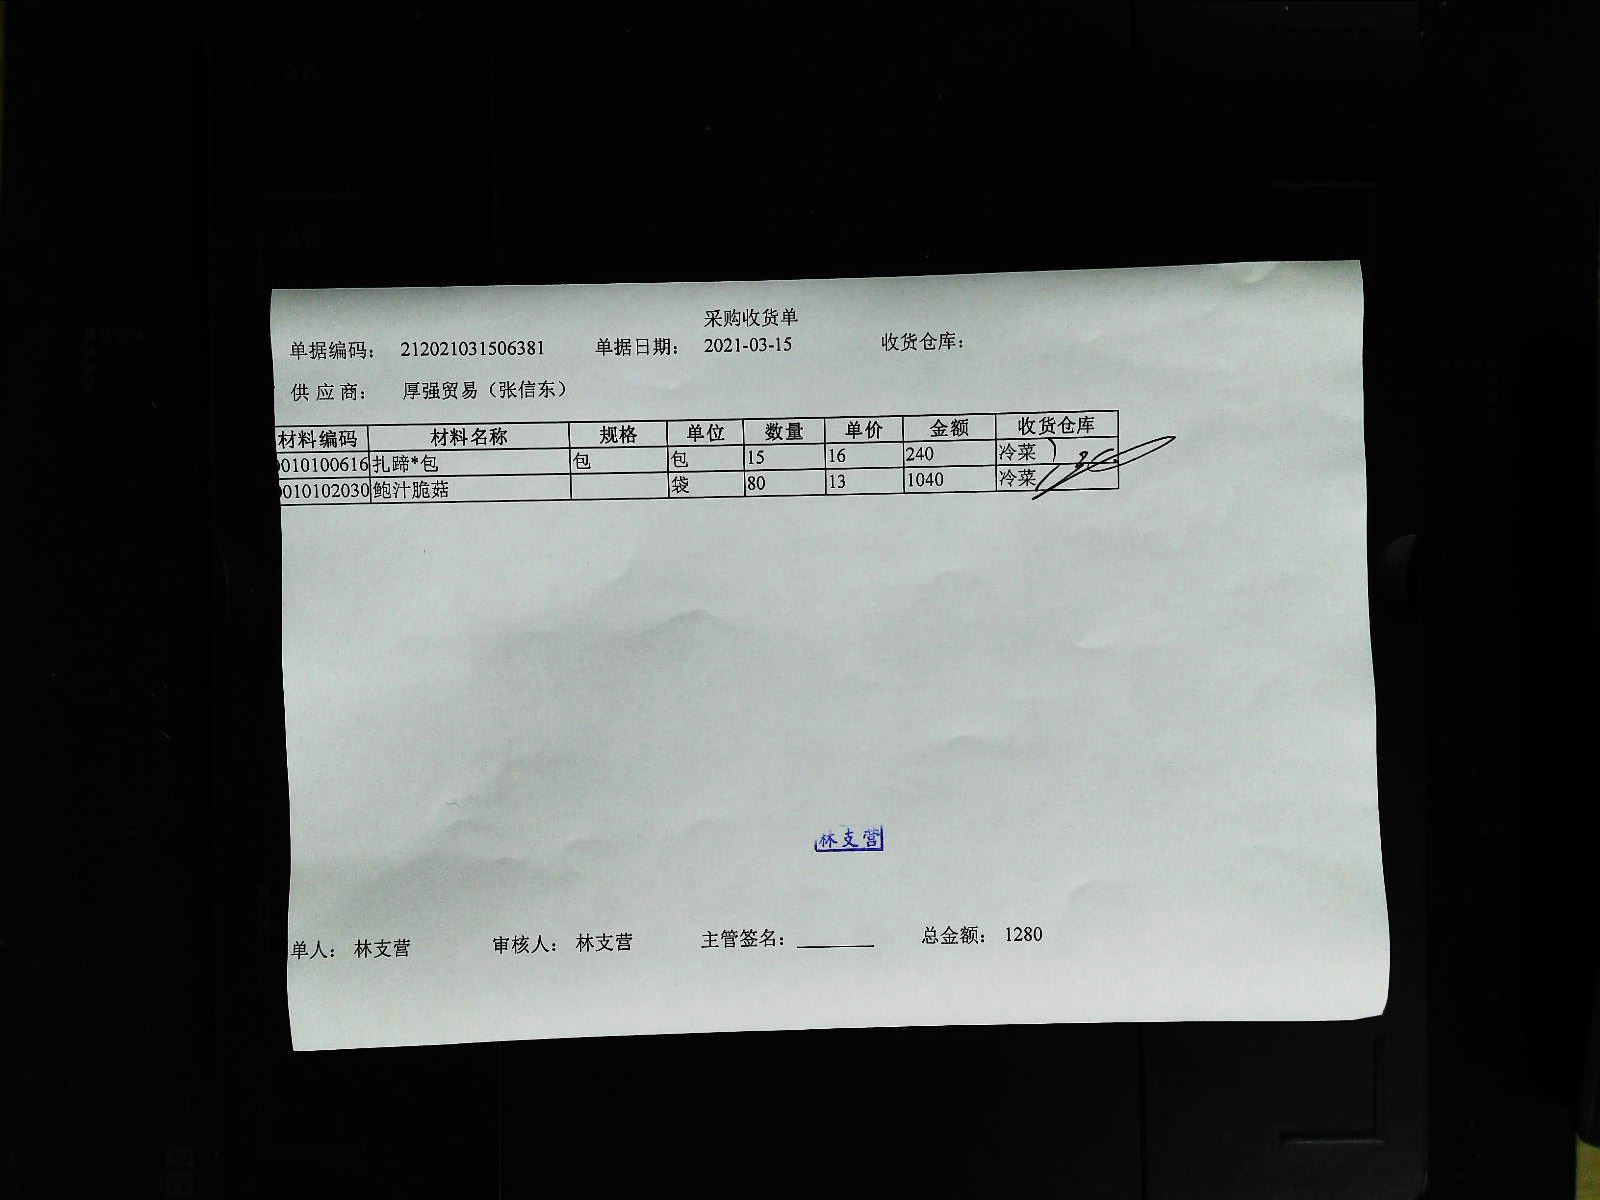 采购收货单
单据编码： 212021031506381 单据日期： 2021-03-15 收货仓库：
供 应 商： 厚强贸易（张信东）
材料编码 材料名称 规格 单位 数量 单价 金额 收货仓库
010100616 扎蹄*包 包 包 15 16 240 冷菜
010102030 鲍汁脆菇 袋 80 13 1040 冷菜
林支营
单人： 林支营 审核人： 林支营 主管签名： 总金额： 1280